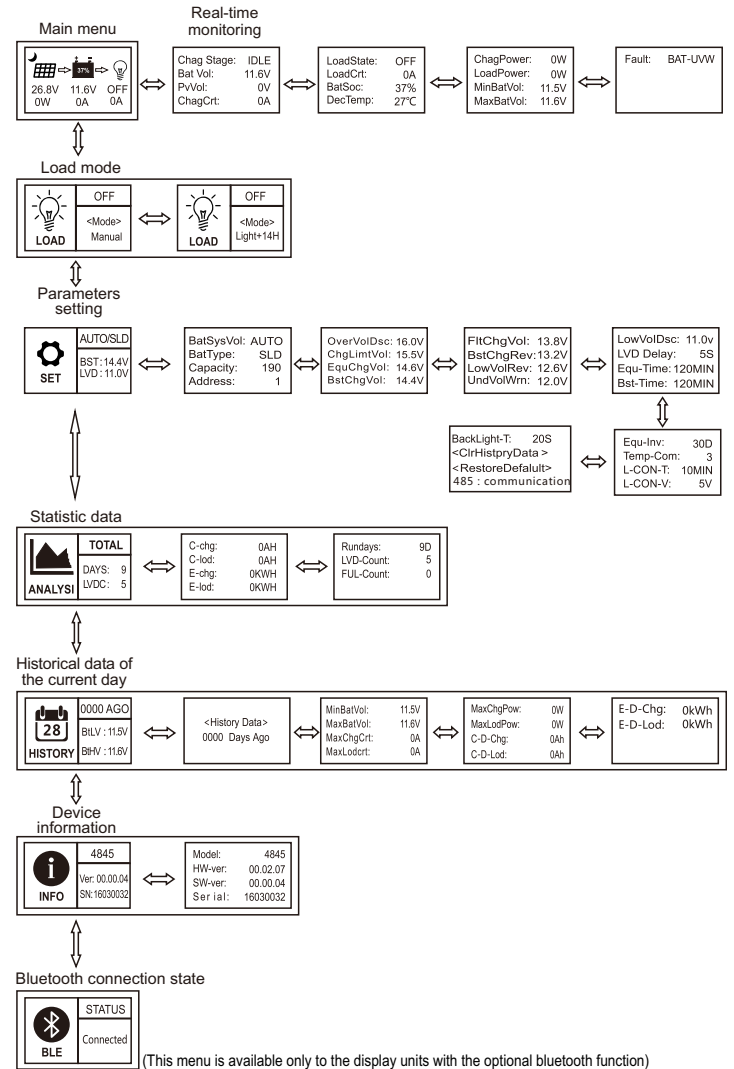 Main menu
Real-time
monitoring
37%
26.8V 11.6V OFF
0W 0A 0A
Chag Stage: IDLE
Bat Vol: 11.6V
PvVol: 0V
ChagCrt: 0A
LoadState: OFF
LoadCrt: 0A
BatSoc: 37%
DecTemp: 27℃
ChagPower: 0W
LoadPower: 0W
MinBatVol: 11.5V
MaxBatVol: 11.6V
Fault: BAT-UVW
Load mode
LOAD
OFF
<Mode>
Manual
LOAD
OFF
<Mode>
Light+14H
Parameters
setting
SET
AUTO/SLD
BST:14.4V
LVD:11.0V
BatSysVol: AUTO
BatType: SLD
Capacity: 190
Address: 1
OverVolDsc: 16.0V
ChgLimtVol: 15.5V
EquChgVol: 14.6V
BstChgVol: 14.4V
FltChgVol: 13.8V
BstChgRev: 13.2V
LowVolRev: 12.6V
UndVolWrn: 12.0V
LowVolDsc: 11.0v
LVD Delay: 5S
Equ-Time: 120MIN
Bst-Time: 120MIN
BackLight-T: 20S
<ClrHistpryData >
<RestoreDefalult>
485 : communication
Equ-Inv: 30D
Temp-Com: 3
L-CON-T: 10MIN
L-CON-V: 5V
Statistic data
ANALYSI
TOTAL
DAYS: 9
LVDC: 5
C-chg: 0AH
C-lod: 0AH
E-chg: 0KWH
E-lod: 0KWH
Rundays: 9D
LVD-Count: 5
FUL-Count: 0
Historical data of
the current day
28
HISTORY
0000 AGO
BtLV : 11.5V
BtHV : 11.6V
<History Data>
0000 Days Ago
MinBatVol: 11.5V
MaxBatVol: 11.6V
MaxChgCrt: 0A
MaxLodcrt: 0A
MaxChgPow: 0W
MaxLodPow: 0W
C-D-Chg: 0Ah
C-D-Lod: 0Ah
E-D-Chg: 0kWh
E-D-Lod: 0kWh
Device
information
i
INFO
4845
Ver: 00.00.04
SN:16030032
Model: 4845
HW-ver: 00.02.07
SW-ver: 00.00.04
Serial: 16030032
Bluetooth connection state
BLE
STATUS
Connected
(This menu is available only to the display units with the optional bluetooth function)